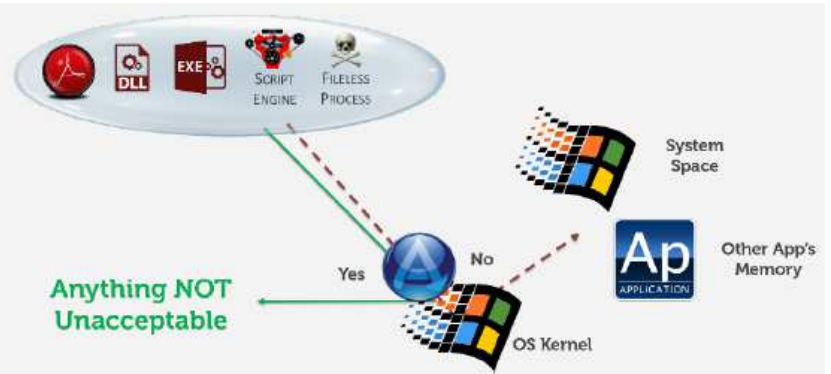 DLL
EXE
SCRIPT
ENGINE
FILELESS
PROCESS
System
Space
Ap
APPLICATION
Other App's
Memory
Yes
No
Anything NOT
Unacceptable
OS Kernel